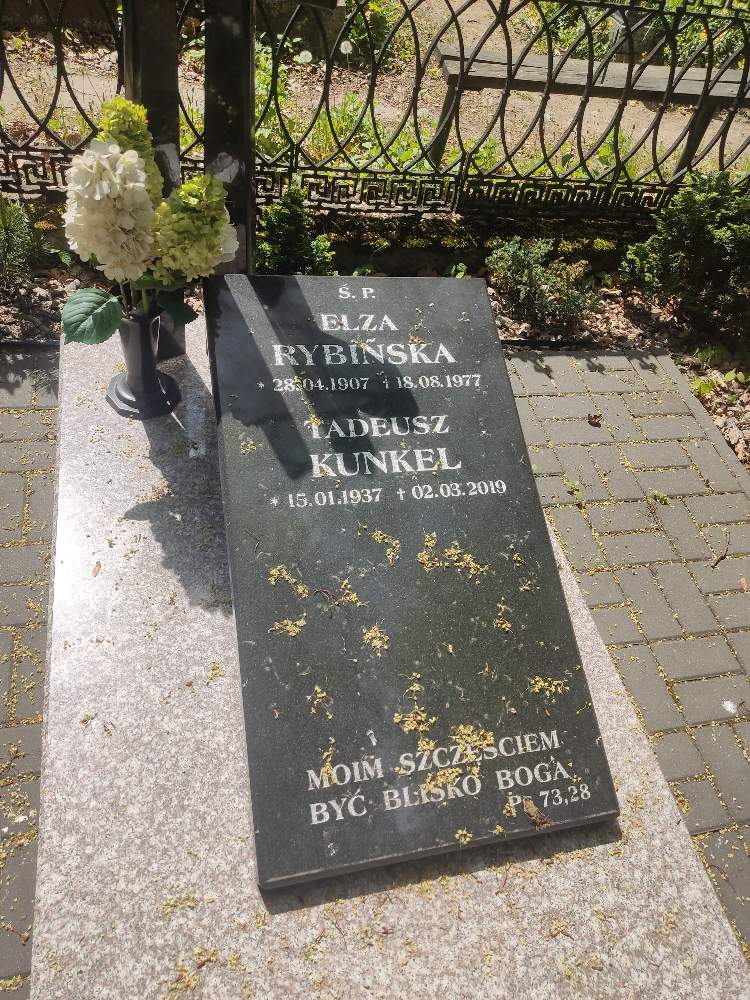 Ś. P.
ELZA
RYBIŃSKA
* 28.04.1907 † 18.08.1977
TADEUSZ
KUNKEL
* 15.01.1937 † 02.03.2019
MOIM SZCZĘŚCIEM
BYĆ BLISKO BOGA
Ps 73,28